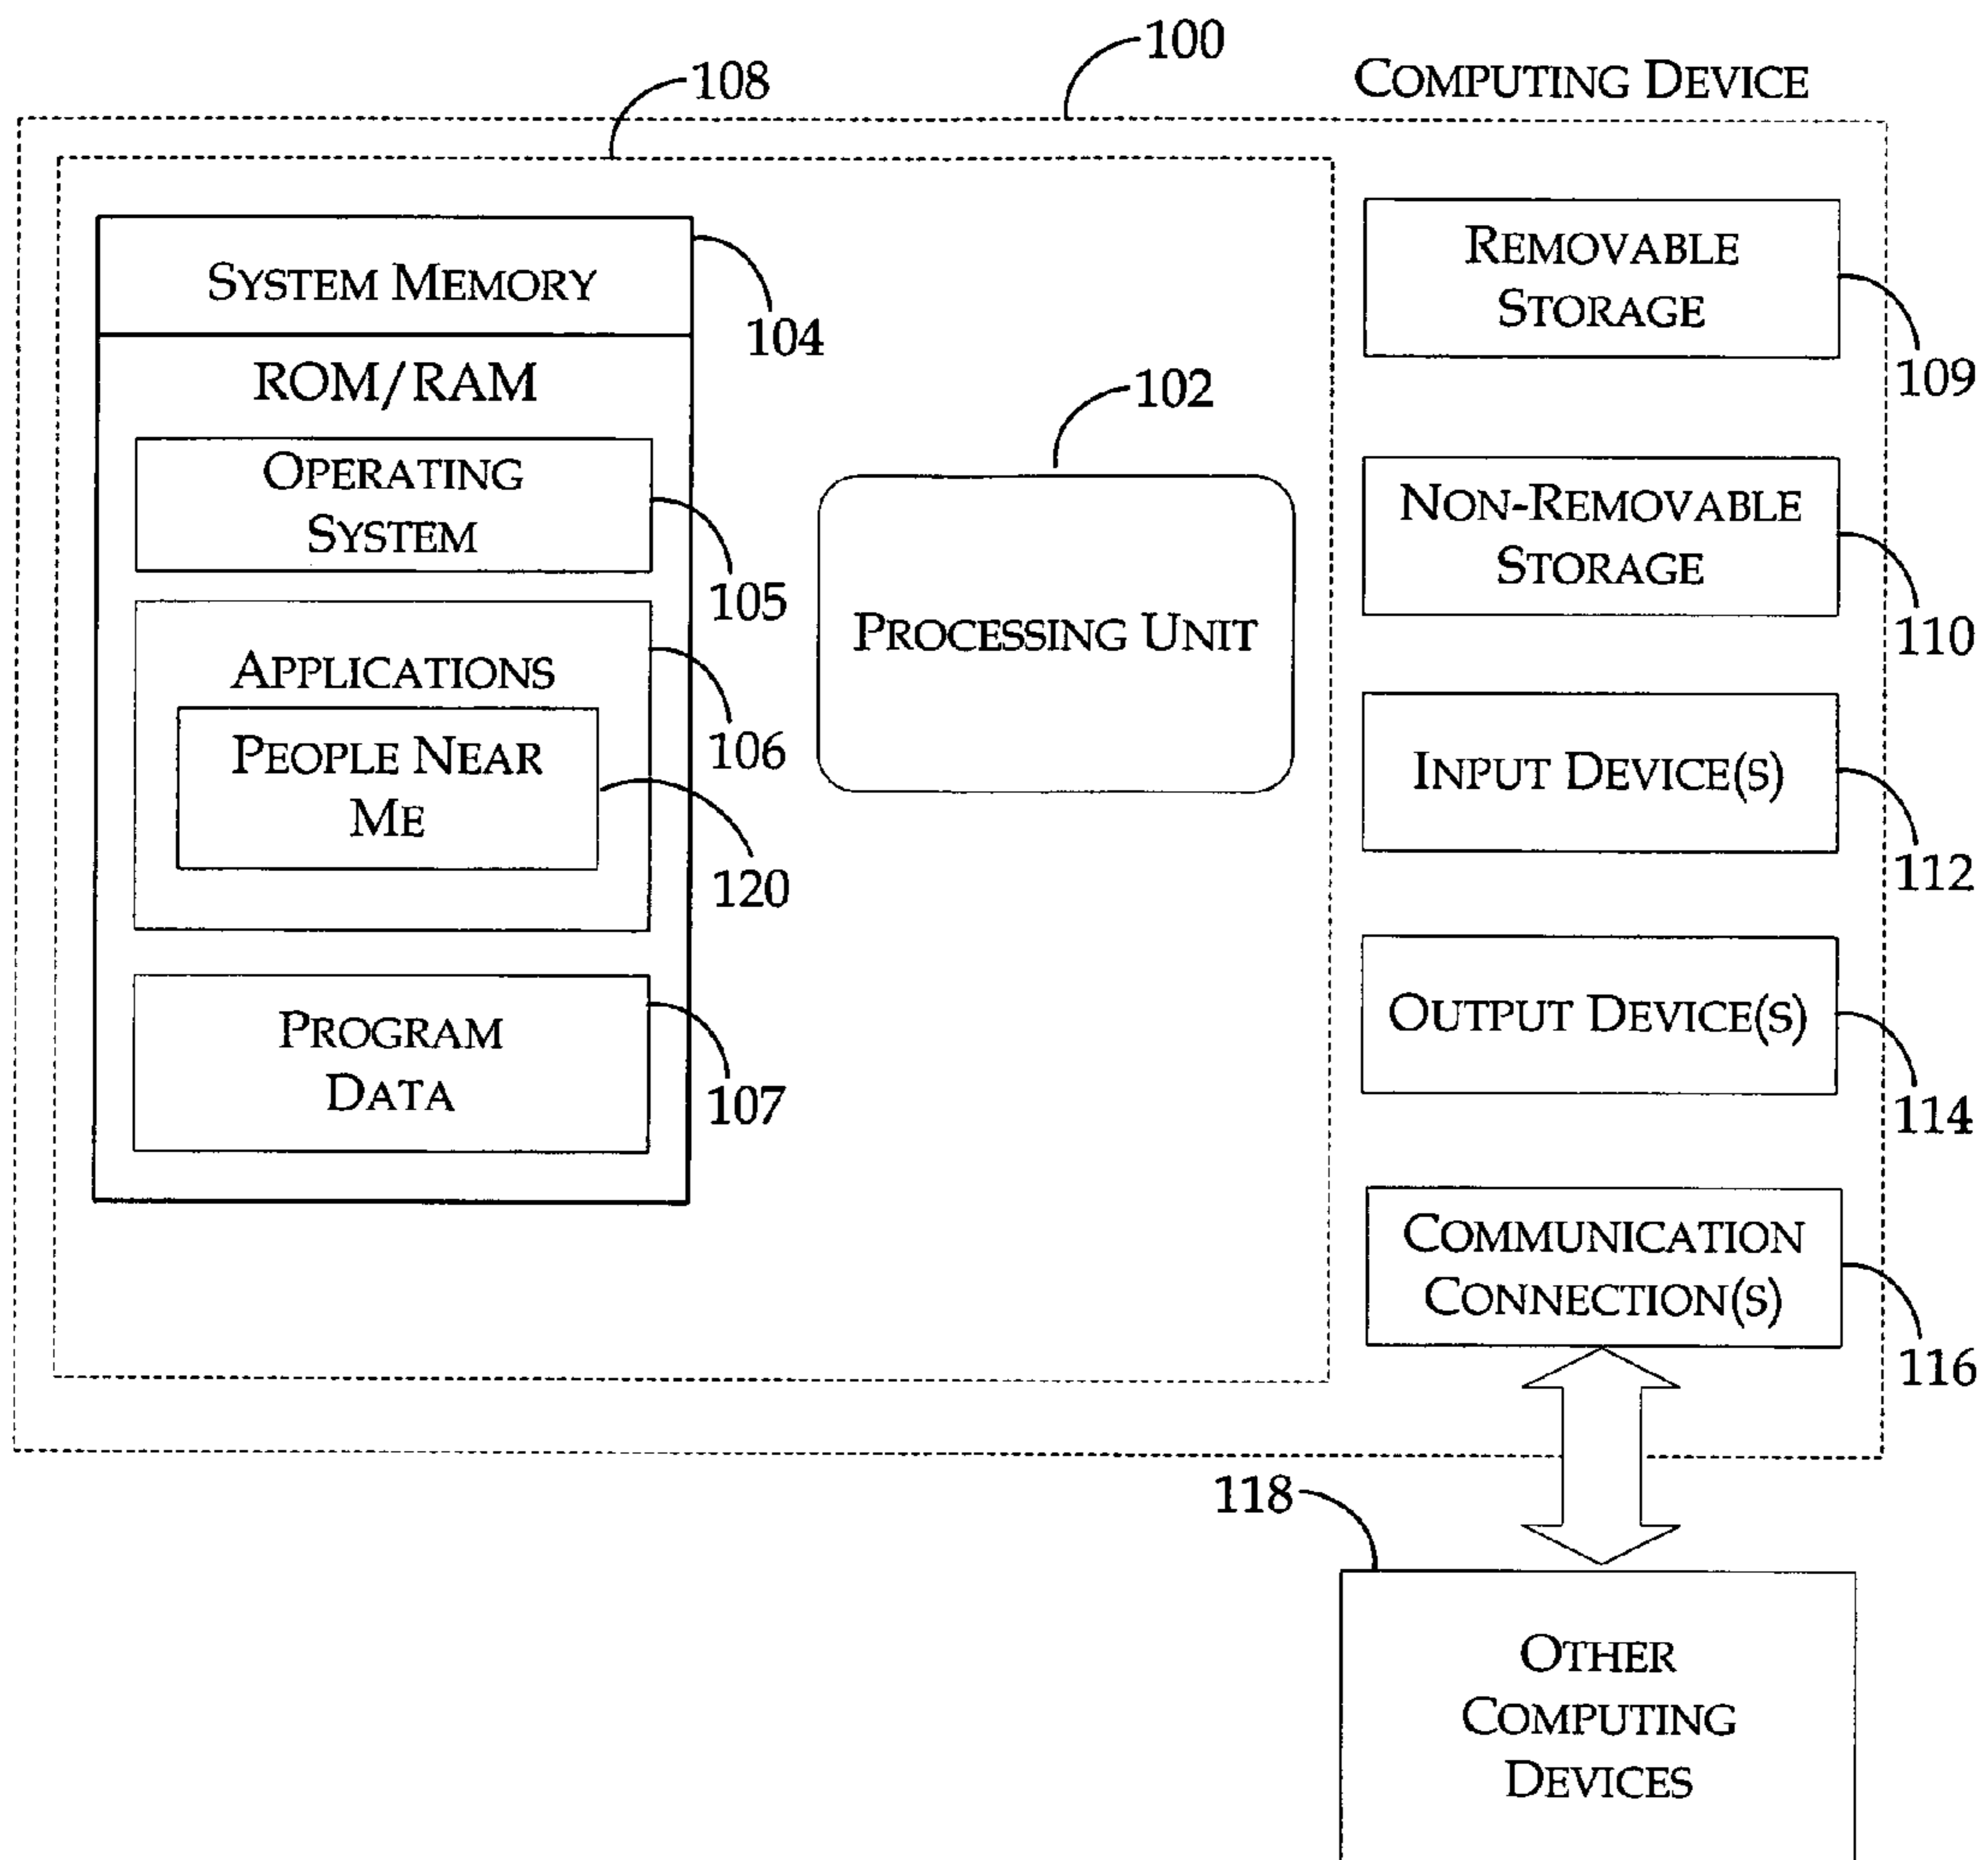 100
COMPUTING DEVICE
108
SYSTEM MEMORY
104
ROM/RAM
OPERATING
SYSTEM
105
APPLICATIONS
106
PEOPLE NEAR
ME
120
PROGRAM
DATA
107
102
PROCESSING UNIT
REMOVABLE
STORAGE
109
NON-REMOVABLE
STORAGE
110
INPUT DEVICE(S)
112
OUTPUT DEVICE(S)
114
COMMUNICATION
CONNECTION(S)
116
118
OTHER
COMPUTING
DEVICES